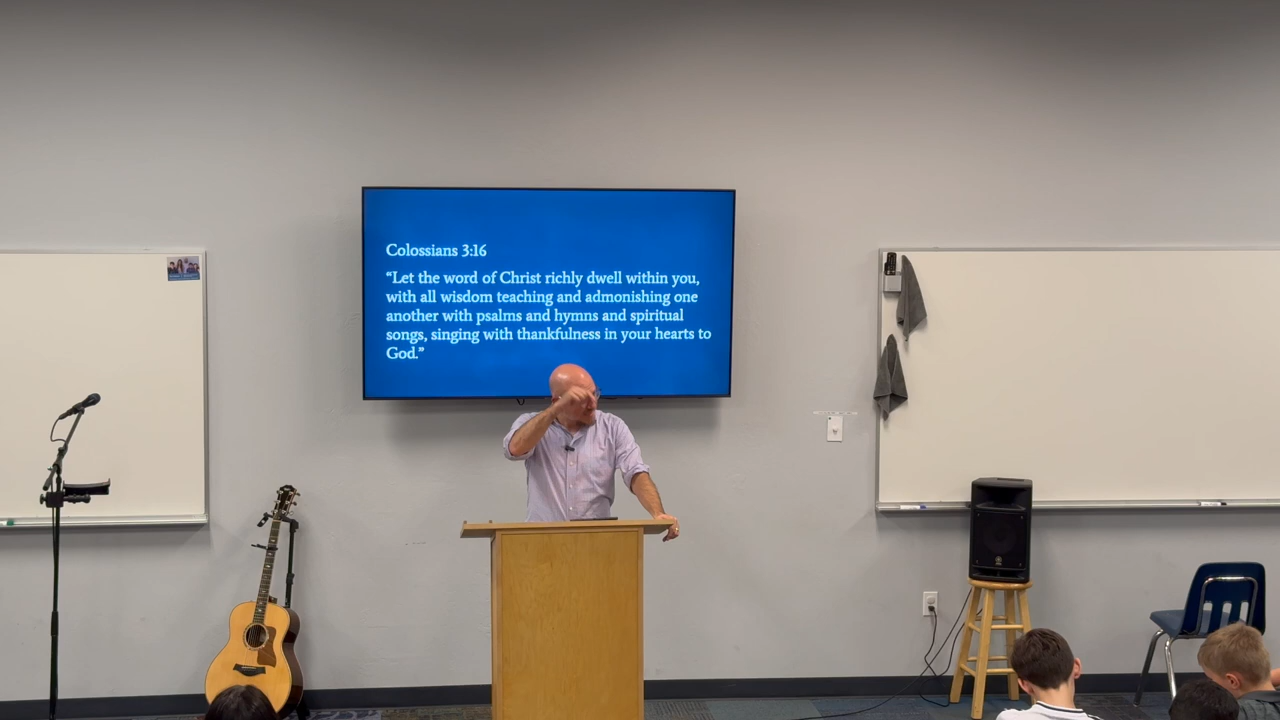 Colossians 3:16
“Let the word of Christ richly dwell within you,
with all wisdom teaching and admonishing one
another with psalms and hymns and spiritual
songs, singing with thankfulness in your hearts to
God.”